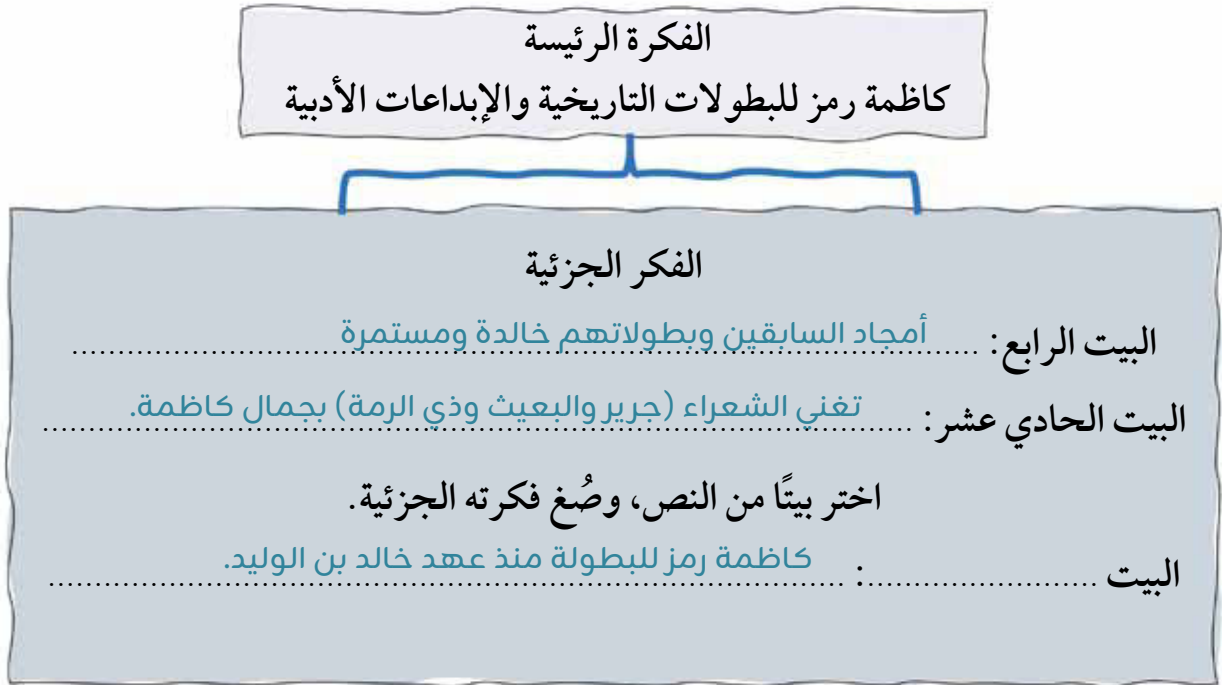 الفكرة الرئيسة
كاظمة رمز للبطولات التاريخية والإبداعات الأدبية
الفكر الجزئية
البيت الرابع: أمجاد السابقين وبطولاتهم خالدة ومستمرة
البيت الحادي عشر: تغني الشعراء (جرير والبعيث وذي الرمة) بجمال كاظمة.
اختر بيتًا من النص، وصُغ فكرته الجزئية.
البيت ......................: كاظمة رمز للبطولة منذ عهد خالد بن الوليد.